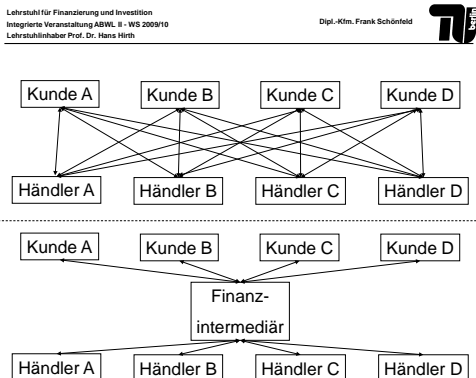 Lehrstuhl für Finanzierung und Investition
Integrierte Veranstaltung ABWL II - WS 2009/10
Lehrstuhlinhaber Prof. Dr. Hans Hirth
Dipl.-Kfm. Frank Schönfeld
berlin
Kunde A Kunde B Kunde C Kunde D
Händler A Händler B Händler C Händler D
Kunde A Kunde B Kunde C Kunde D
Finanz-
intermediär
Händler A Händler B Händler C Händler D